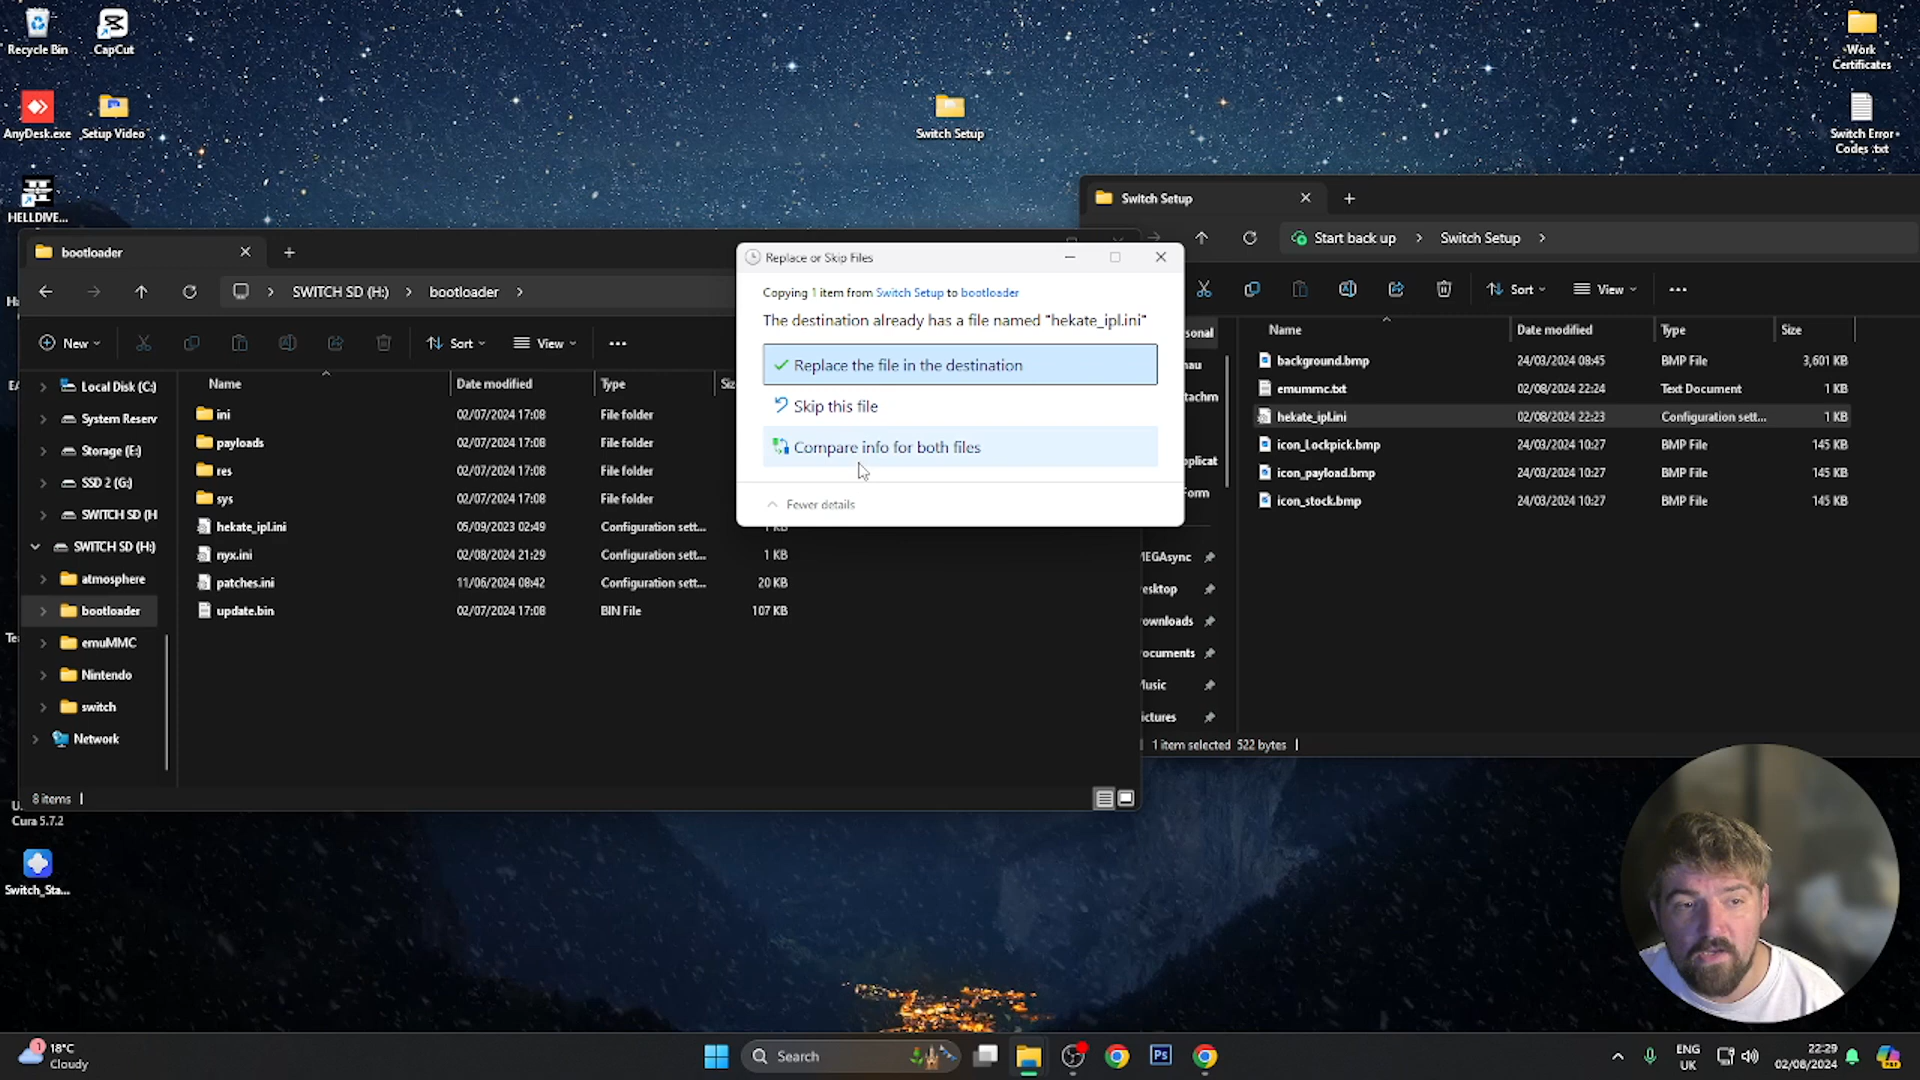 Recycle Bin
CapCut
AnyDesk.exe
Setup Video
HELLDIVE...
Switch Setup
Work
Certificates
Switch Error
Codes .txt
Switch Setup
Start back up > Switch Setup >
Sort
View
Name
Date modified
Type
Size
background.bmp 24/03/2024 08:45 BMP File 3,601 KB
emummc.txt 02/08/2024 22:24 Text Document 1 KB
hekate_ipl.ini 02/08/2024 22:23 Configuration sett... 1 KB
icon_Lockpick.bmp 24/03/2024 10:27 BMP File 145 KB
icon_payload.bmp 24/03/2024 10:27 BMP File 145 KB
icon_stock.bmp 24/03/2024 10:27 BMP File 145 KB
1 item selected 522 bytes
bootloader
SWITCH SD (H:) > bootloader >
New
Sort
View
Local Disk (C:)
System Reserv
Storage (E:)
SSD 2 (G:)
SWITCH SD (H
SWITCH SD (H:)
atmosphere
bootloader
emuMMC
Nintendo
switch
Network
Name Date modified Type
ini 02/07/2024 17:08 File folder
payloads 02/07/2024 17:08 File folder
res 02/07/2024 17:08 File folder
sys 02/07/2024 17:08 File folder
hekate_ipl.ini 05/09/2023 02:49 Configuration sett... 1 KB
nyx.ini 02/08/2024 21:29 Configuration sett... 1 KB
patches.ini 11/06/2024 08:42 Configuration sett... 20 KB
update.bin 02/07/2024 17:08 BIN File 107 KB
8 items
Replace or Skip Files
Copying 1 item from Switch Setup to bootloader
The destination already has a file named "hekate_ipl.ini"
Replace the file in the destination
Skip this file
Compare info for both files
Fewer details
Cura 5.7.2
Switch_Sta...
1
18°C
Cloudy
Search
Ps
ENG
UK
22:29
02/08/2024